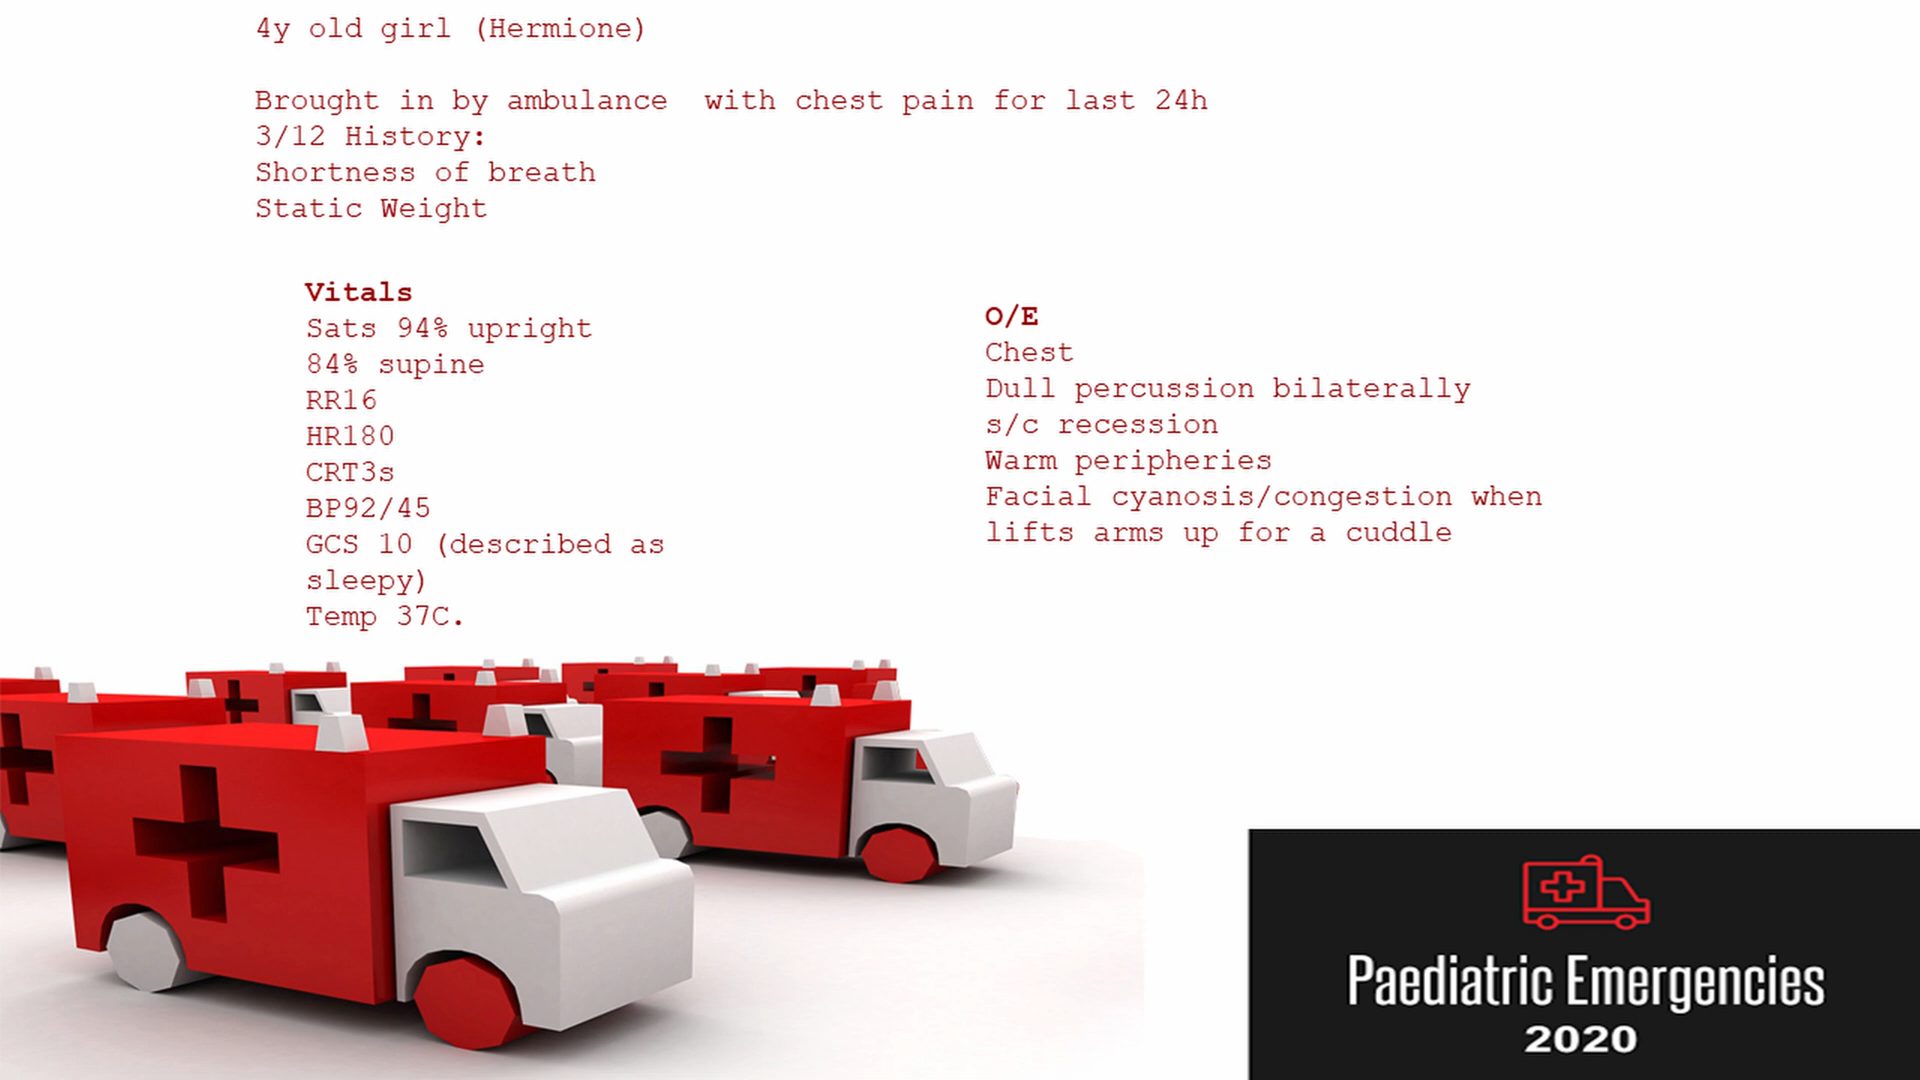 4y old girl (Hermione)
Brought in by ambulance with chest pain for last 24h
3/12 History:
Shortness of breath
Static Weight
Vitals
Sats 94% upright
84% supine
RR16
HR180
CRT3s
BP92/45
GCS 10 (described as
sleepy)
Temp 37C.
O/E
Chest
Dull percussion bilaterally
s/c recession
Warm peripheries
Facial cyanosis/congestion when
lifts arms up for a cuddle
Paediatric Emergencies
2020